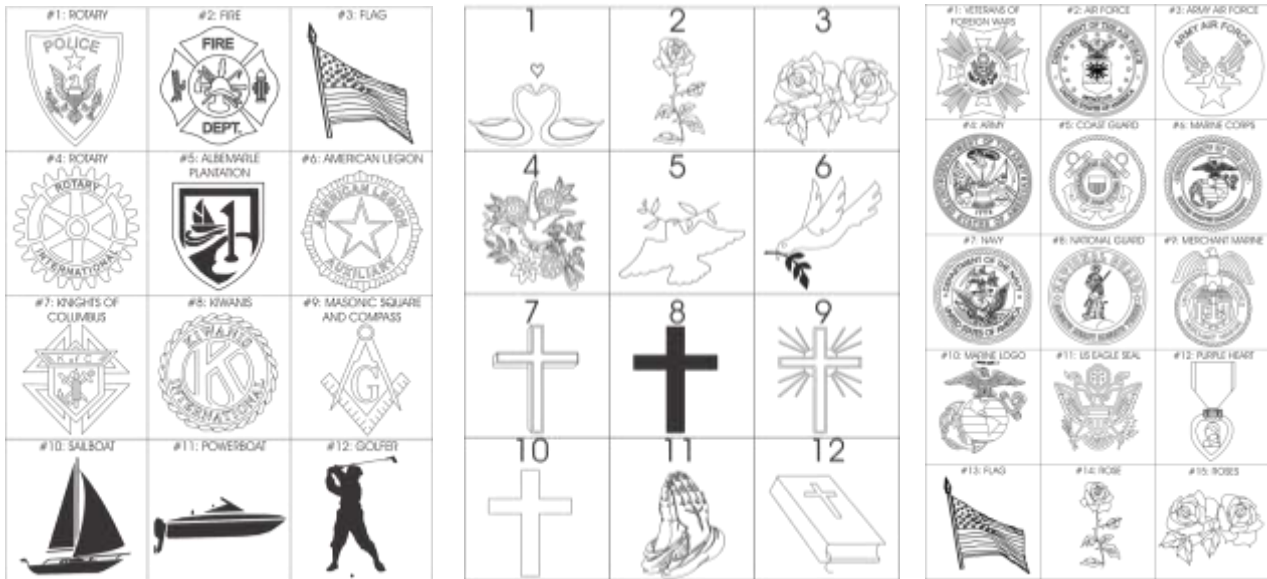 #1: ROTARY
POLICE
#2: FIRE
FIRE
DEPT.
#3: FLAG
#4: ROTARY
ROTARY
INTERNATIONAL
#5: ALBEMARLE
PLANTATION
#6: AMERICAN LEGION
AMERICAN LEGION
AUXILIARY
#7: KNIGHTS OF
COLUMBUS
K of C
#8: KIWANIS
KIWANIS
K
INTERNATIONAL
#9: MASONIC SQUARE
AND COMPASS
G
#10: SAILBOAT
#11: POWERBOAT
#12: GOLFER
1
2
3
4
5
6
7
8
9
10
11
12
#1: VETERANS OF
FOREIGN WARS
#2: AIR FORCE
DEPARTMENT OF THE AIR FORCE
UNITED STATES OF AMERICA
#3: ARMY AIR FORCE
ARMY AIR FORCE
#4: ARMY
#5: COAST GUARD
#6: MARINE CORPS
#7: NAVY
DEPARTMENT OF THE NAVY
UNITED STATES OF AMERICA
#8: NATIONAL GUARD
#9: MERCHANT MARINE
#10: MARINE LOGO
#11: US EAGLE SEAL
#12: PURPLE HEART
#13: FLAG
#14: ROSE
#15: ROSES